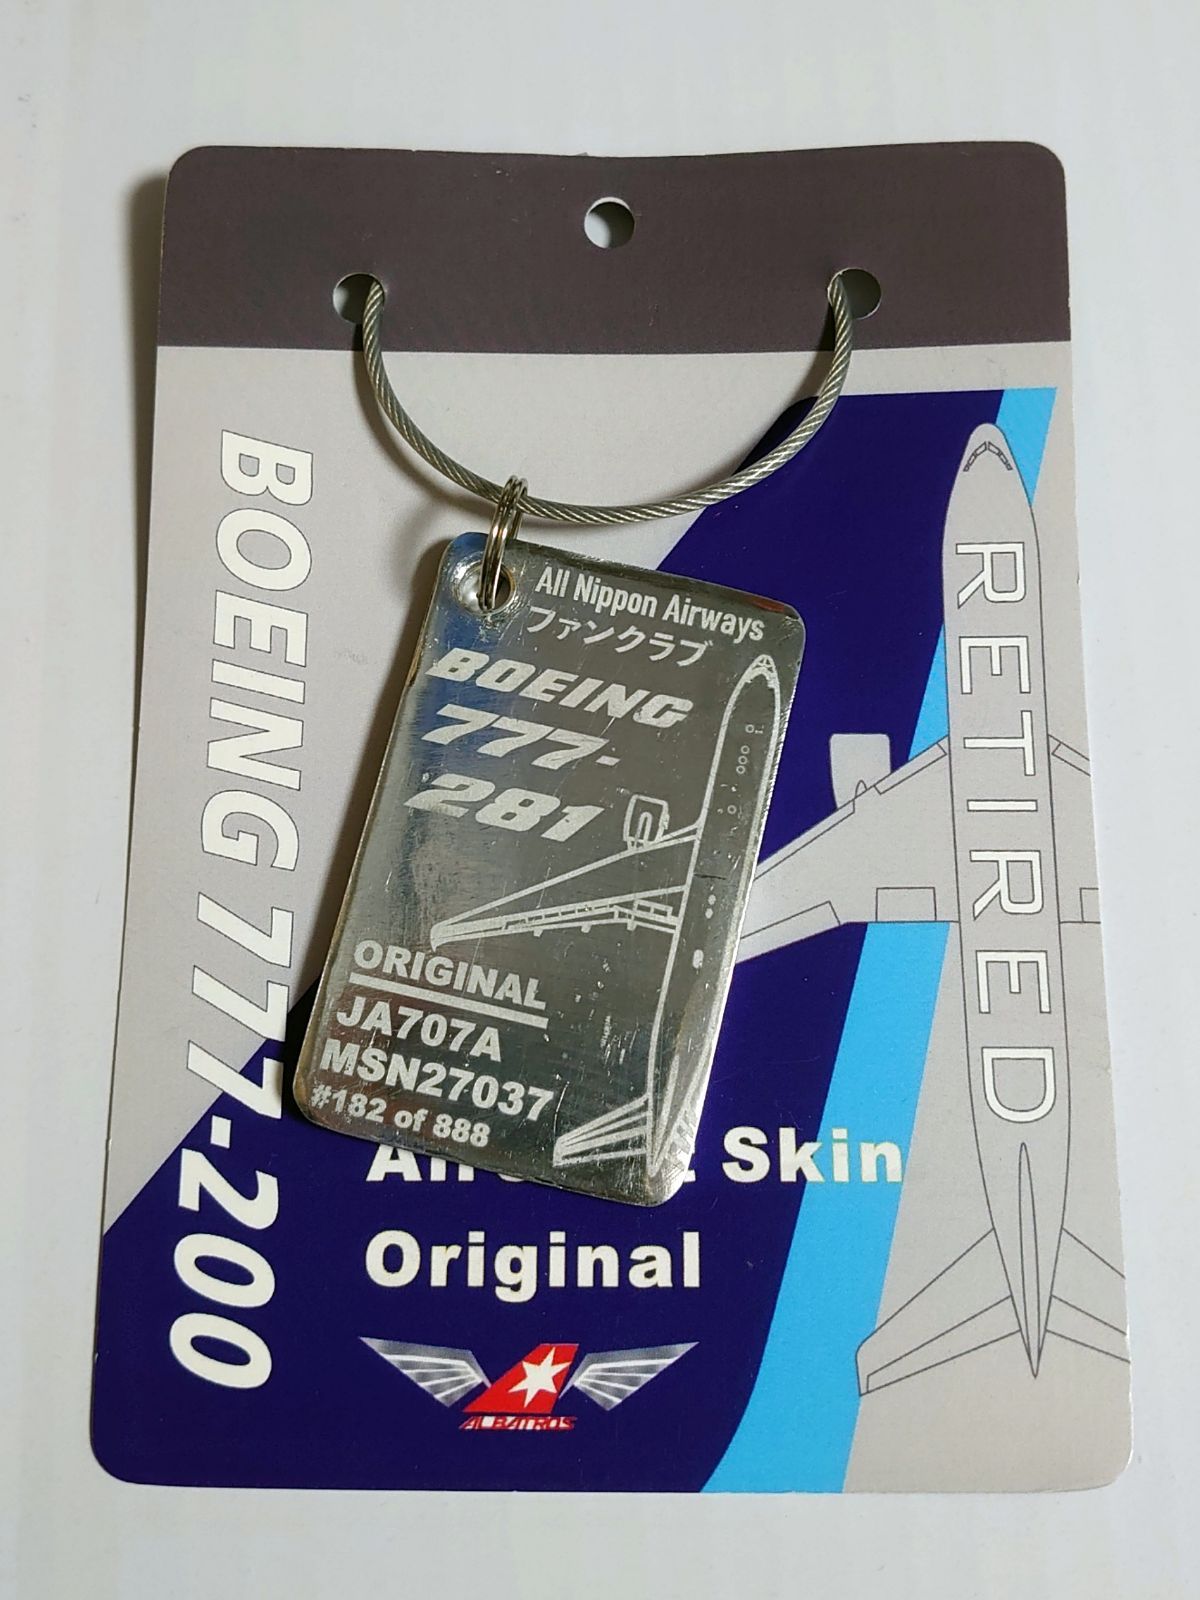 All Nippon Airways
ファンクラブ
BOEING
777-
281
ORIGINAL
JA707A
MSN27037
#182 of 888
BOEING 777-200
RETIRED
Skin
Original
ALBATROS